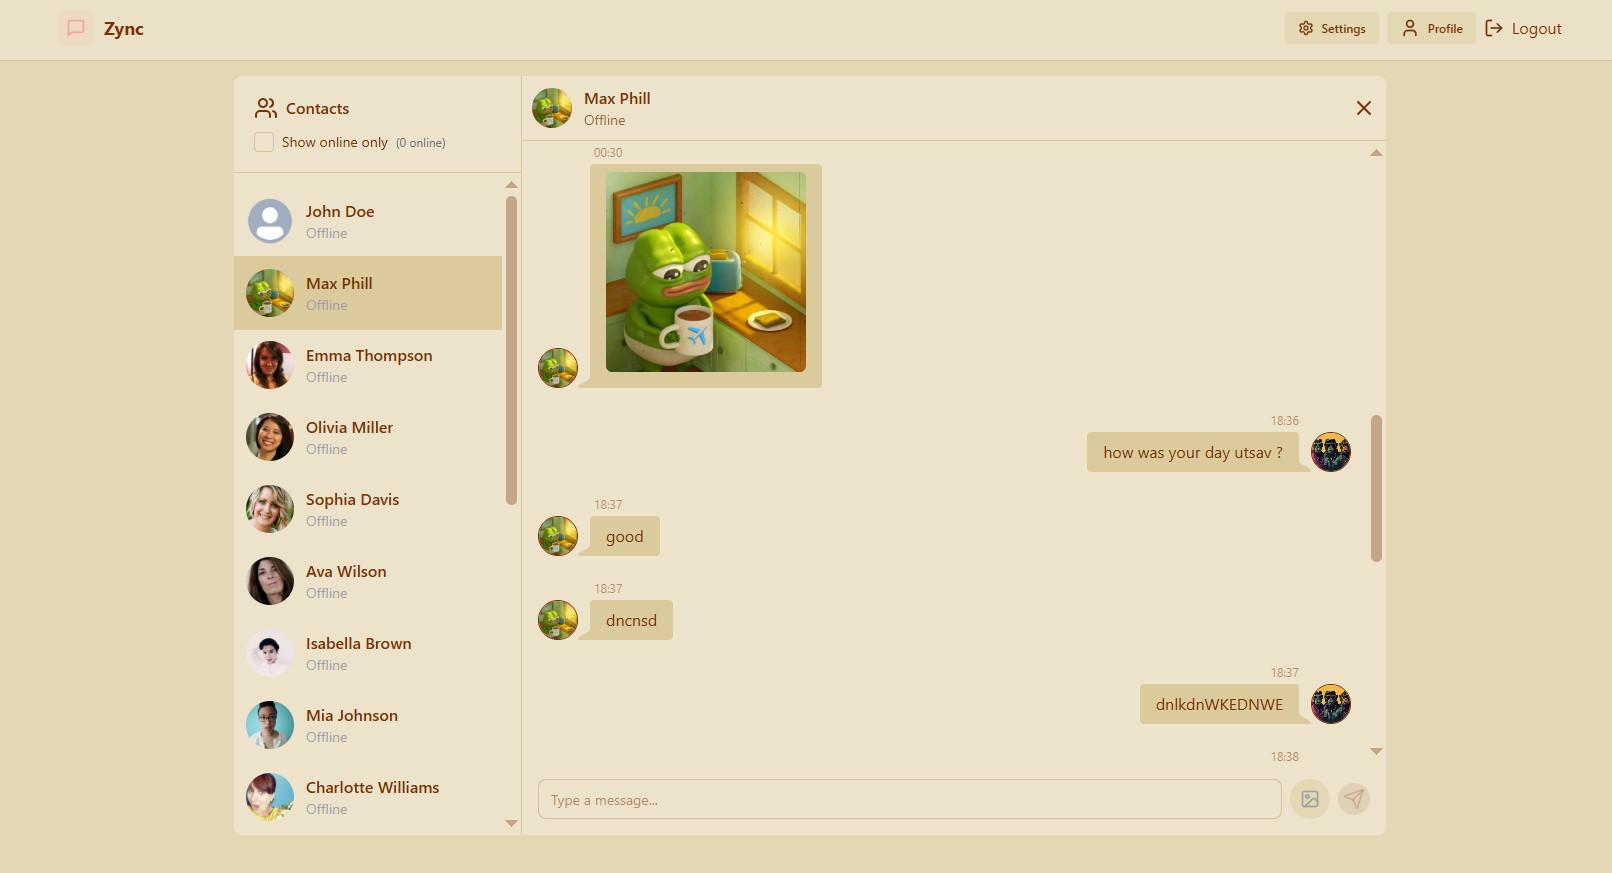 Zync
Settings
Profile
Logout
Contacts
Show online only (0 online)
John Doe
Offline
Max Phill
Offline
Emma Thompson
Offline
Olivia Miller
Offline
Sophia Davis
Offline
Ava Wilson
Offline
Isabella Brown
Offline
Mia Johnson
Offline
Charlotte Williams
Offline
Max Phill
Offline
00:30
18:36
how was your day utsav ?
18:37
good
18:37
dncnsd
18:37
dnlkdnWKEDNWE
18:38
Type a message...